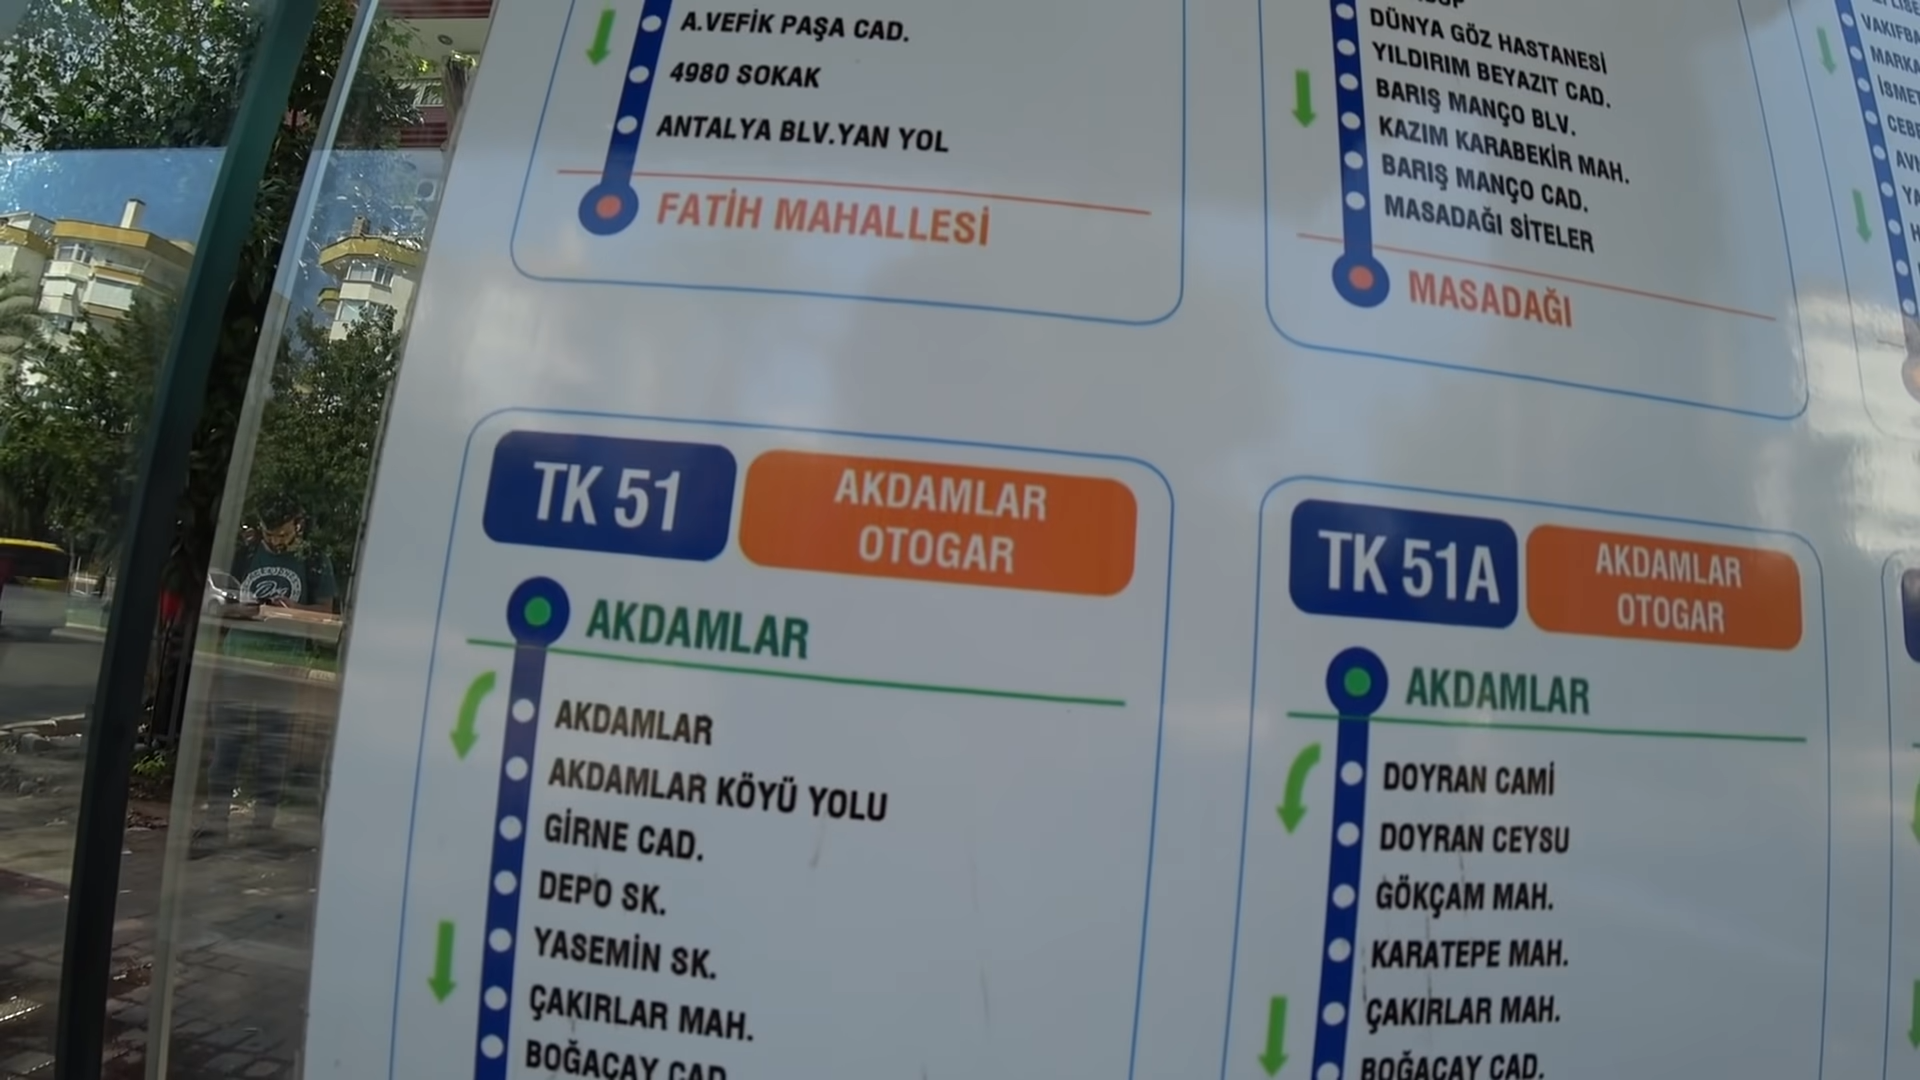 A.VEFİK PAŞA CAD.
4980 SOKAK
ANTALYA BLV.YAN YOL
FATİH MAHALLESİ
DÜNYA GÖZ HASTANESİ
YILDIRIM BEYAZIT CAD.
BARIŞ MANÇO BLV.
KAZIM KARABEKİR MAH.
BARIŞ MANÇO CAD.
MASADAĞI SİTELER
MASADAĞI
TK 51
AKDAMLAR
OTOGAR
AKDAMLAR
AKDAMLAR
AKDAMLAR KÖYÜ YOLU
GİRNE CAD.
DEPO SK.
YASEMİN SK.
ÇAKIRLAR MAH.
BOĞAÇAY CAD.
TK 51A
AKDAMLAR
OTOGAR
AKDAMLAR
DOYRAN CAMİ
DOYRAN CEYSU
GÖKÇAM MAH.
KARATEPE MAH.
ÇAKIRLAR MAH.
BOĞAÇAY CAD.